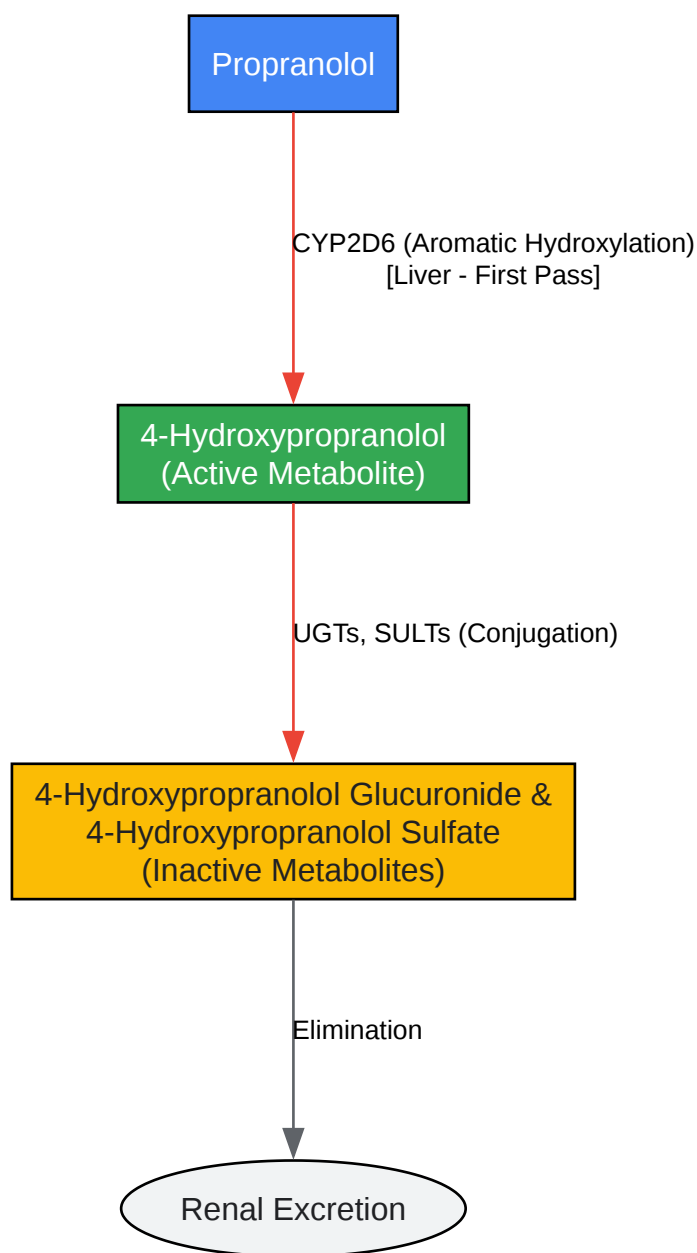 Propranolol
CYP2D6 (Aromatic Hydroxylation)
[Liver - First Pass]
4-Hydroxypropranolol
(Active Metabolite)
UGTs, SULTs (Conjugation)
4-Hydroxypropranolol Glucuronide &
4-Hydroxypropranolol Sulfate
(Inactive Metabolites)
Elimination
Renal Excretion